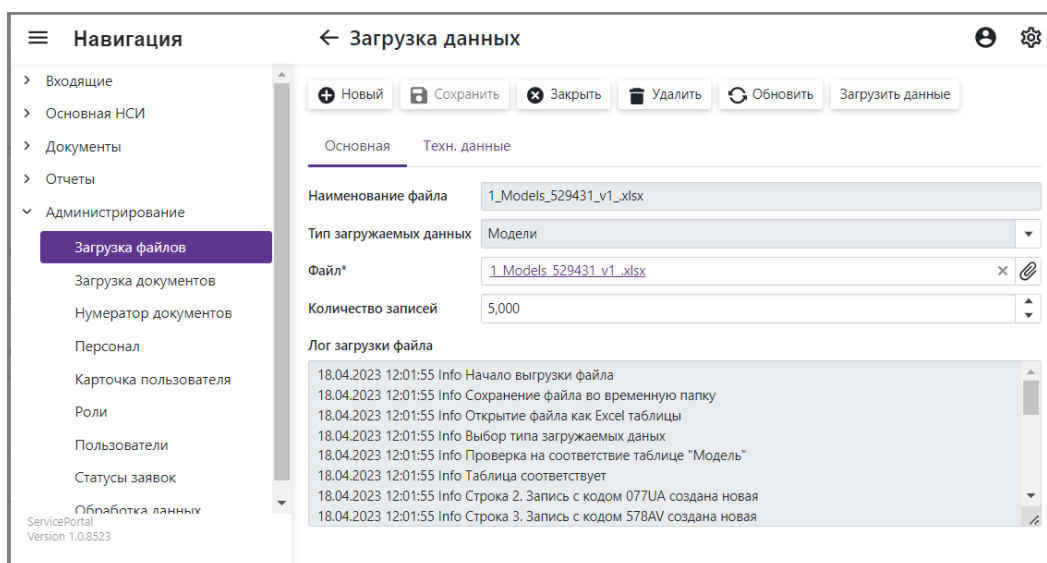 Навигация
Загрузка данных
Входящие
Основная НСИ
Документы
Отчеты
Администрирование
Загрузка файлов
Загрузка документов
Нумератор документов
Персонал
Карточка пользователя
Роли
Пользователи
Статусы заявок
Обработка данных
ServicePortal
Version 1.0.8523
Новый Сохранить Закрыть Удалить Обновить Загрузить данные
Основная Техн. данные
Наименование файла 1_Models_529431_v1_.xlsx
Тип загружаемых данных Модели
Файл* 1_Models_529431_v1_.xlsx
Количество записей 5,000
Лог загрузки файла
18.04.2023 12:01:55 Info Начало выгрузки файла
18.04.2023 12:01:55 Info Сохранение файла во временную папку
18.04.2023 12:01:55 Info Открытие файла как Excel таблицы
18.04.2023 12:01:55 Info Выбор типа загружаемых даных
18.04.2023 12:01:55 Info Проверка на соответствие таблице "Модель"
18.04.2023 12:01:55 Info Таблица соответствует
18.04.2023 12:01:55 Info Строка 2. Запись с кодом 077UA создана новая
18.04.2023 12:01:55 Info Строка 3. Запись с кодом 578AV создана новая